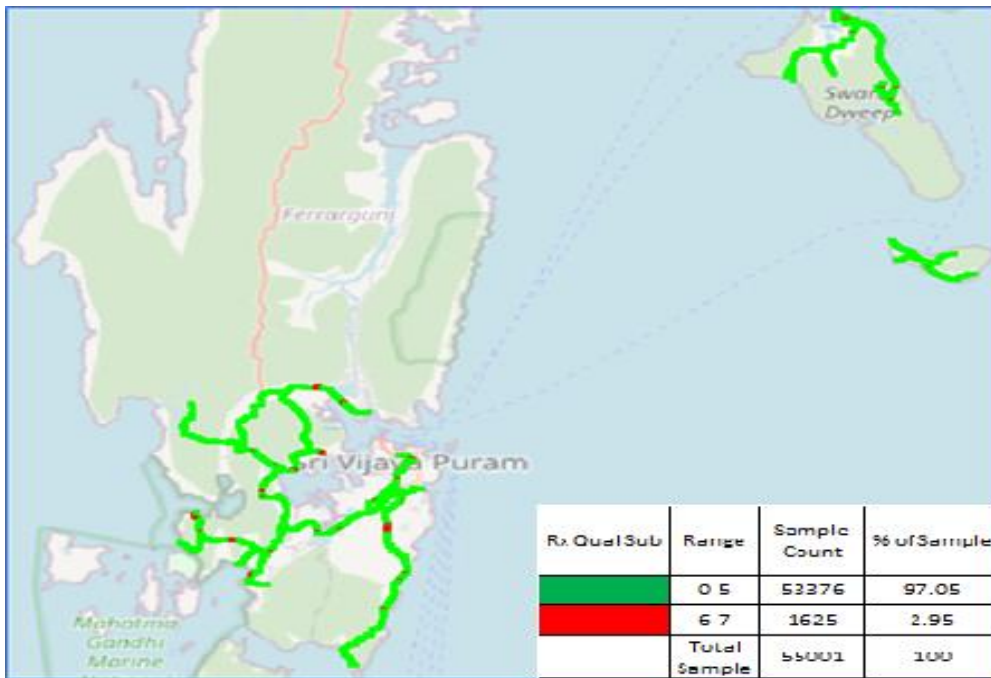 Dweep
Ferrargunj
Sri Vijaya Puram
Mahatma
Gandhi
Marine
Rx Qual Sub Range Sample Count % of Sample
0-5 53376 97.05
6-7 1625 2.95
Total Sample 55001 100